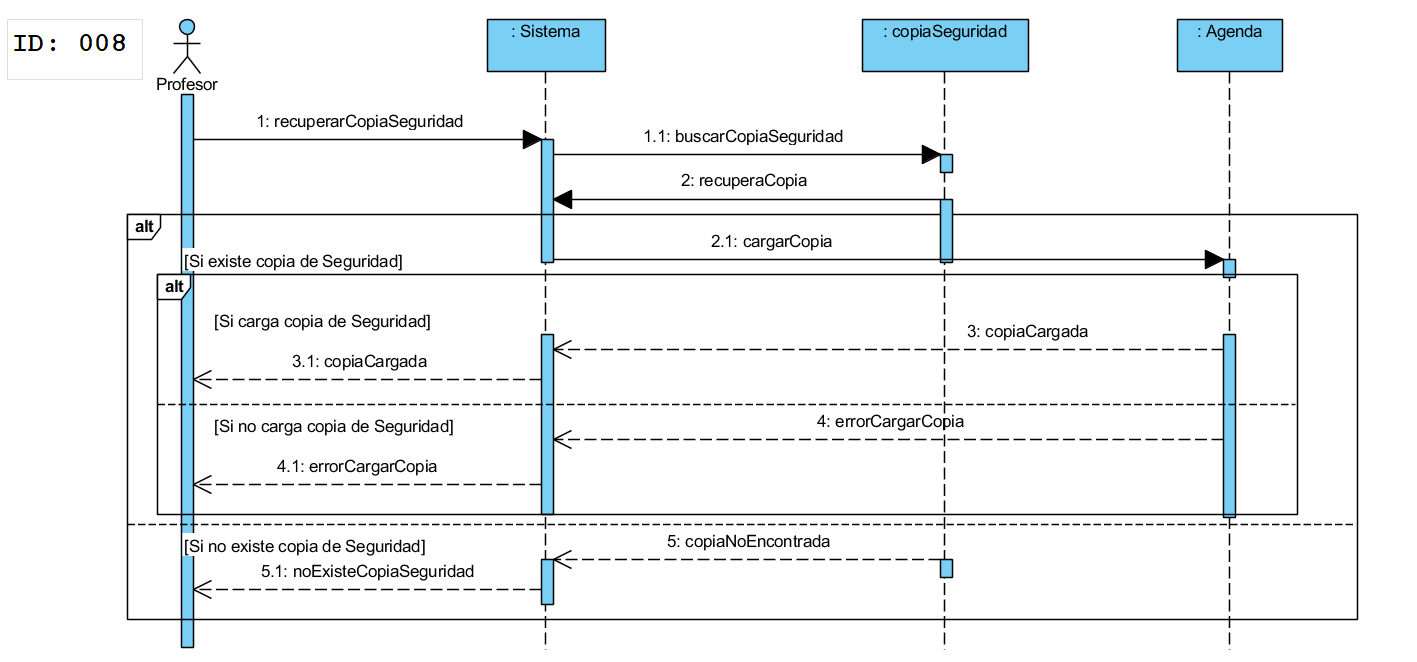 ID: 008
Profesor
: Sistema
: copiaSeguridad
: Agenda
1: recuperarCopiaSeguridad
1.1: buscarCopiaSeguridad
2: recuperaCopia
alt
2.1: cargarCopia
[Si existe copia de Seguridad]
alt
[Si carga copia de Seguridad]
3: copiaCargada
3.1: copiaCargada
[Si no carga copia de Seguridad]
4: errorCargarCopia
4.1: errorCargarCopia
[Si no existe copia de Seguridad]
5: copiaNoEncontrada
5.1: noExisteCopiaSeguridad